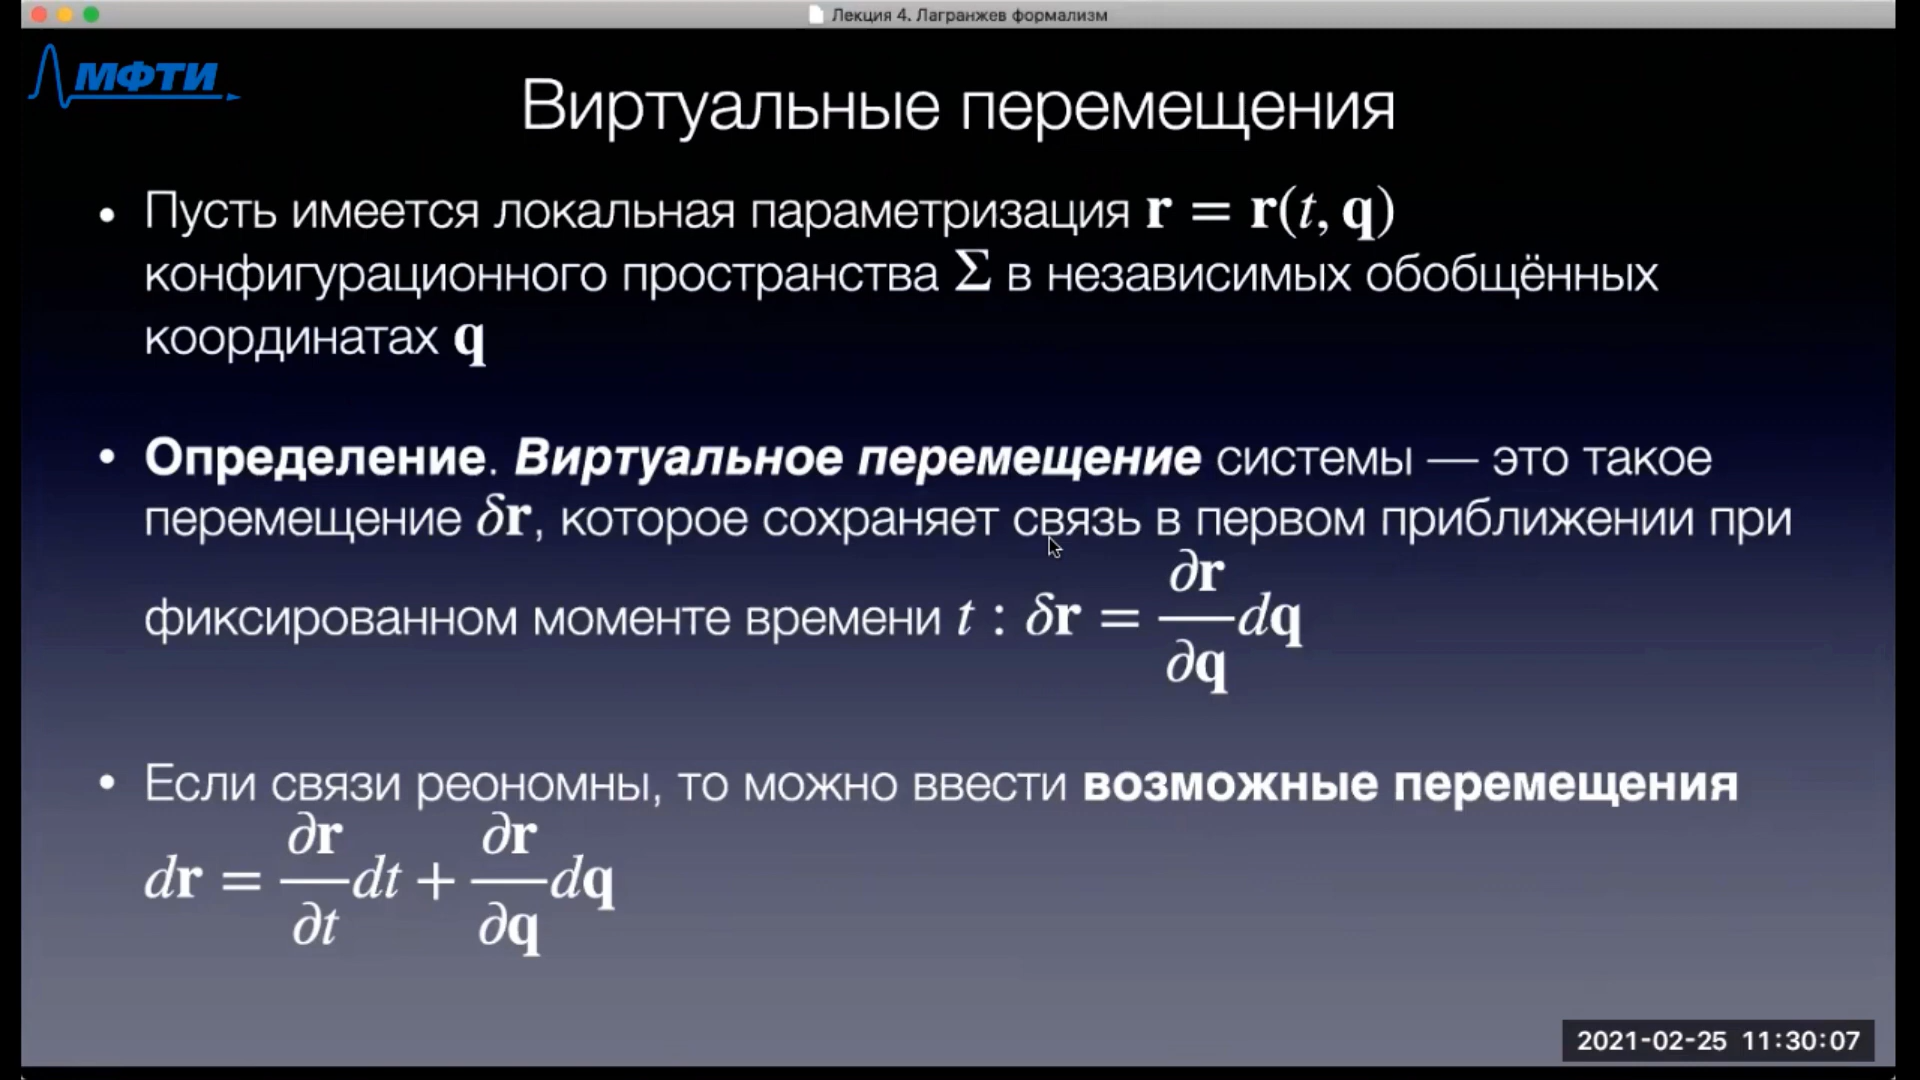 Лекция 4. Лагранжев формализм
МФТИ
Виртуальные перемещения
• Пусть имеется локальная параметризация r = r(t, q)
конфигурационного пространства Σ в независимых обобщённых
координатах q
• Определение. Виртуальное перемещение системы — это такое
перемещение δr, которое сохраняет связь в первом приближении при
фиксированном моменте времени t : δr = ∂r/∂q dq
• Если связи реономны, то можно ввести возможные перемещения
dr = ∂r/∂t dt + ∂r/∂q dq
2021-02-25 11:30:07